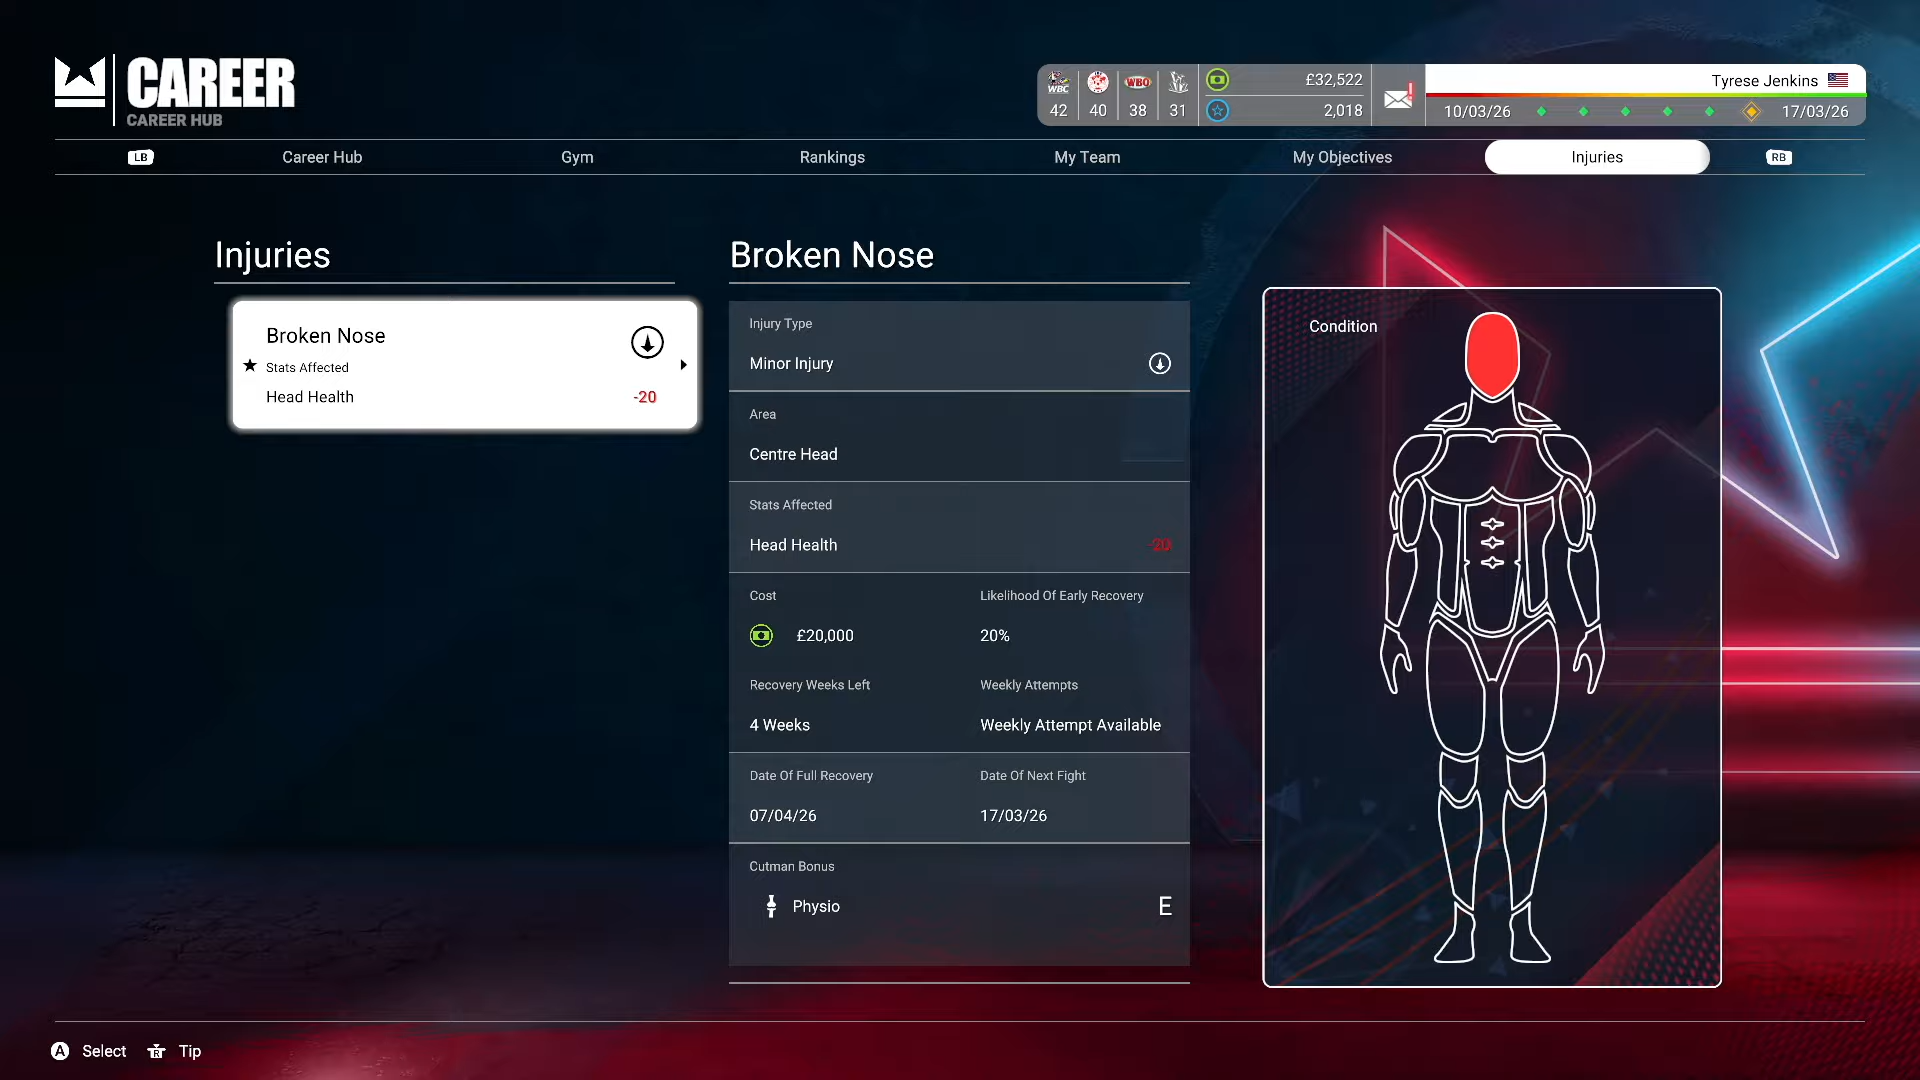 CAREER
CAREER HUB
WBC
WBO
42
40
38
31
£32,522
2,018
Tyrese Jenkins
10/03/26
17/03/26
LB
Career Hub
Gym
Rankings
My Team
My Objectives
Injuries
RB
Injuries
Broken Nose
Stats Affected
Head Health -20
Broken Nose
Injury Type
Minor Injury
Area
Centre Head
Stats Affected
Head Health -20
Cost Likelihood Of Early Recovery
£20,000 20%
Recovery Weeks Left Weekly Attempts
4 Weeks Weekly Attempt Available
Date Of Full Recovery Date Of Next Fight
07/04/26 17/03/26
Cutman Bonus
Physio E
Condition
A Select R Tip